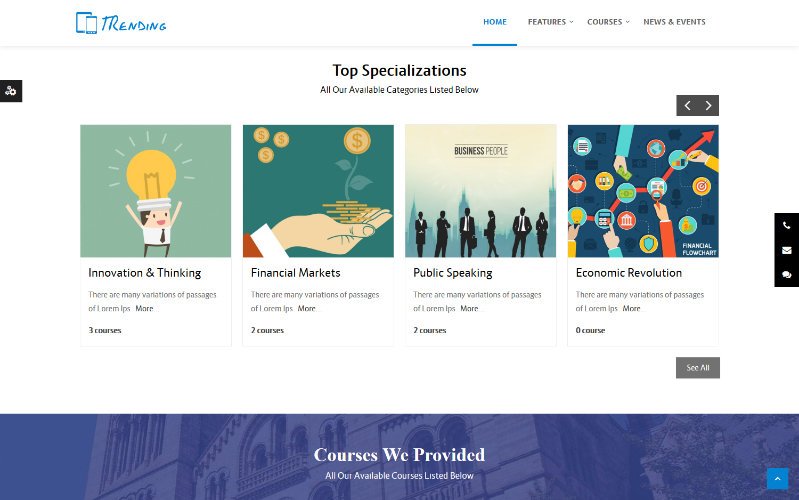 TRENDING
HOME FEATURES COURSES NEWS & EVENTS
Top Specializations
All Our Available Categories Listed Below
BUSINESS PEOPLE
FINANCIAL
FLOWCHART
Innovation & Thinking
There are many variations of passages
of Lorem Ips More
3 courses
Financial Markets
There are many variations of passages
of Lorem Ips More
2 courses
Public Speaking
There are many variations of passages
of Lorem Ips More
2 courses
Economic Revolution
There are many variations of passages
of Lorem Ips More
0 course
See All
Courses We Provided
All Our Available Courses Listed Below